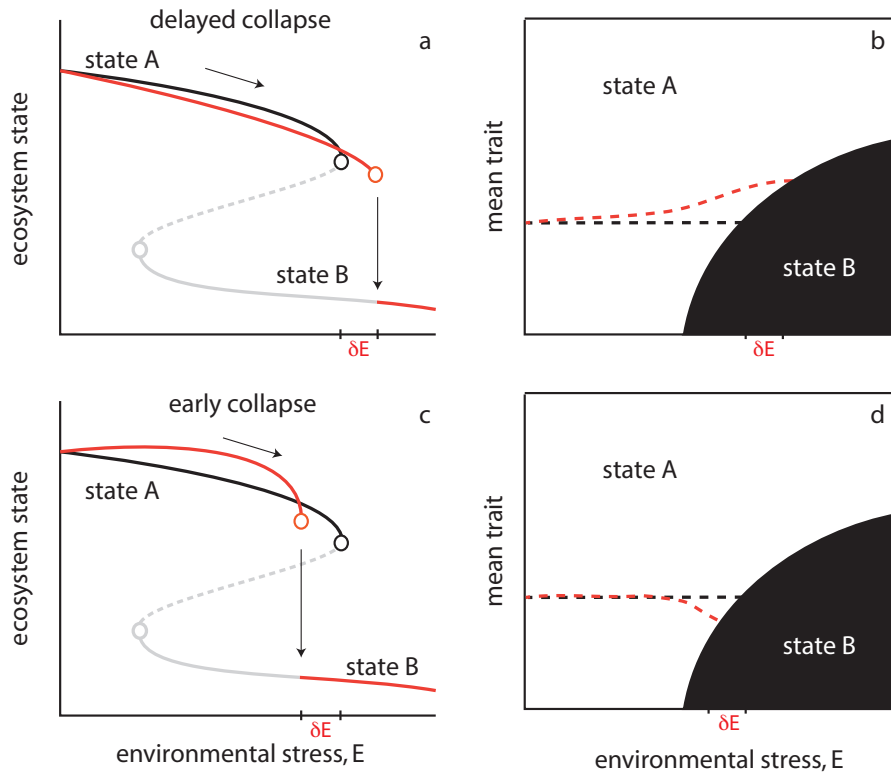 delayed collapse
a
state A
ecosystem state
state B
δE
b
state A
mean trait
state B
δE
early collapse
c
state A
ecosystem state
state B
δE
environmental stress, E
d
state A
mean trait
state B
δE
environmental stress, E